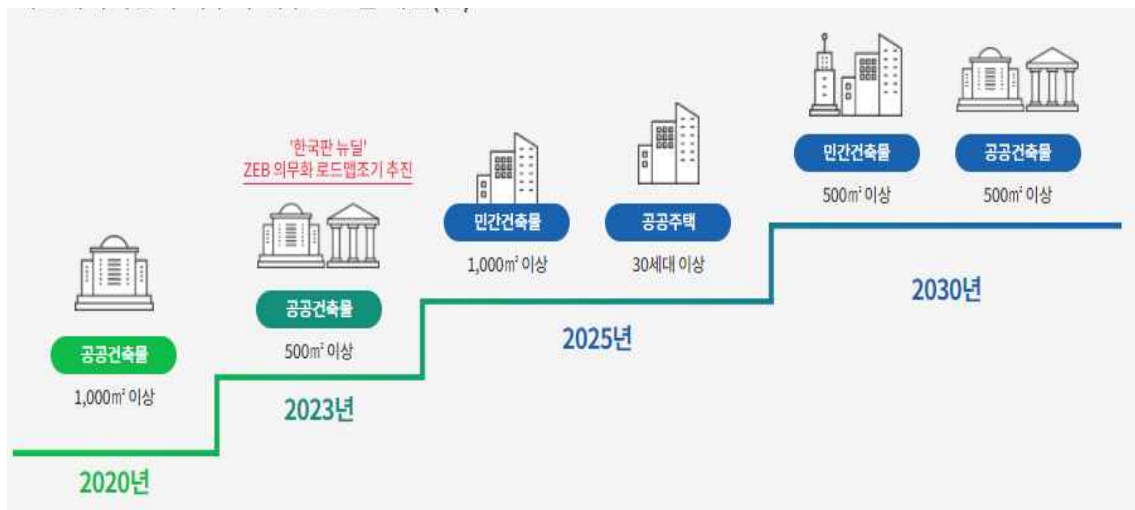 공공건축물
1,000㎡ 이상
2020년
'한국판 뉴딜'
ZEB 의무화 로드맵조기 추진
공공건축물
500㎡ 이상
2023년
민간건축물
1,000㎡ 이상
공공주택
30세대 이상
2025년
민간건축물
500㎡ 이상
공공건축물
500㎡ 이상
2030년